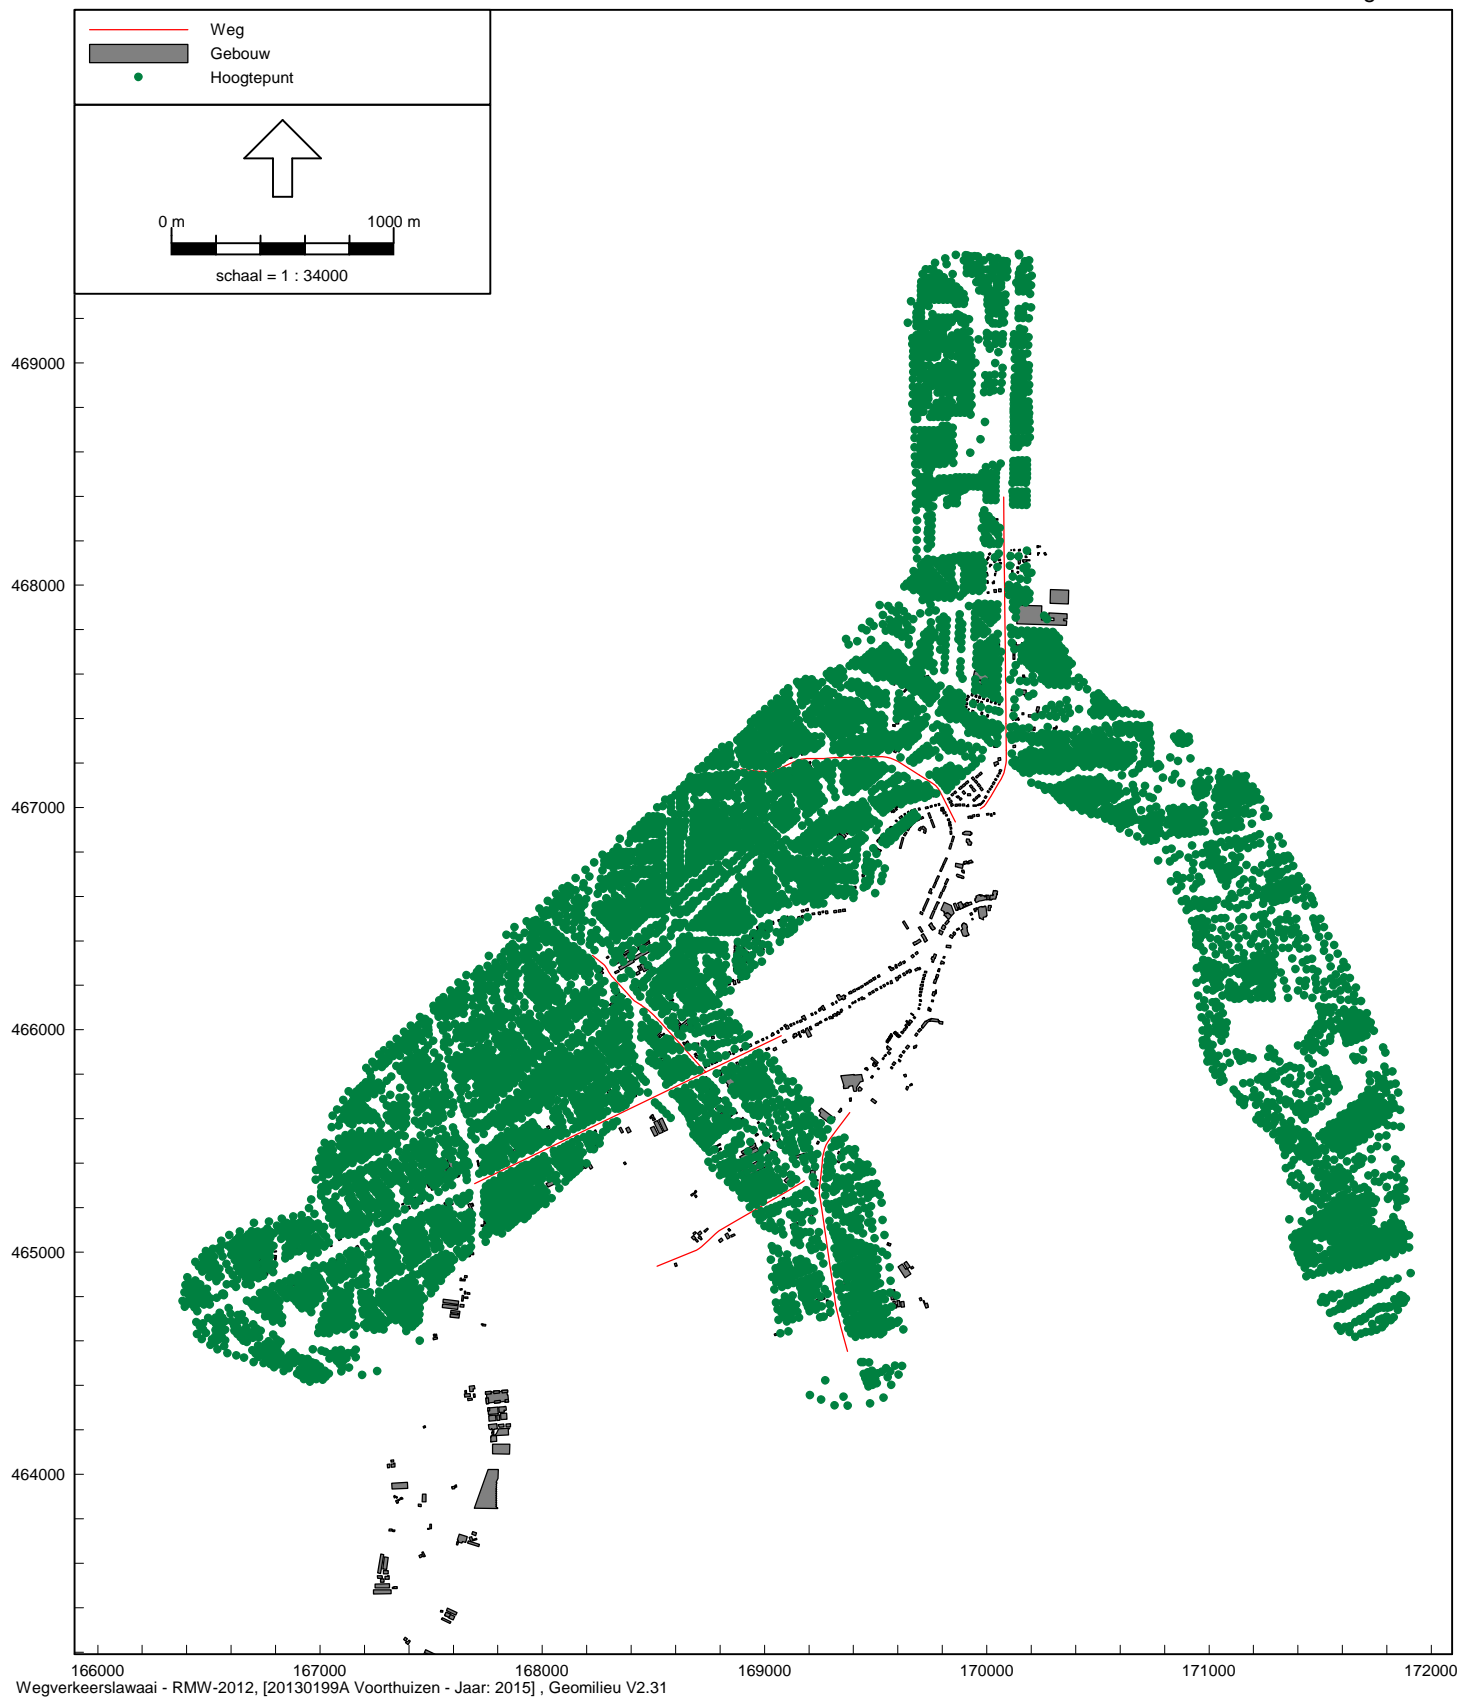 Weg
Gebouw
Hoogtepunt
0 m 1000 m
schaal = 1 : 34000
469000
468000
467000
466000
465000
464000
166000 167000 168000 169000 170000 171000 172000
Wegverkeerslawaai - RMW-2012, [20130199A Voorthuizen - Jaar: 2015] , Geomilieu V2.31